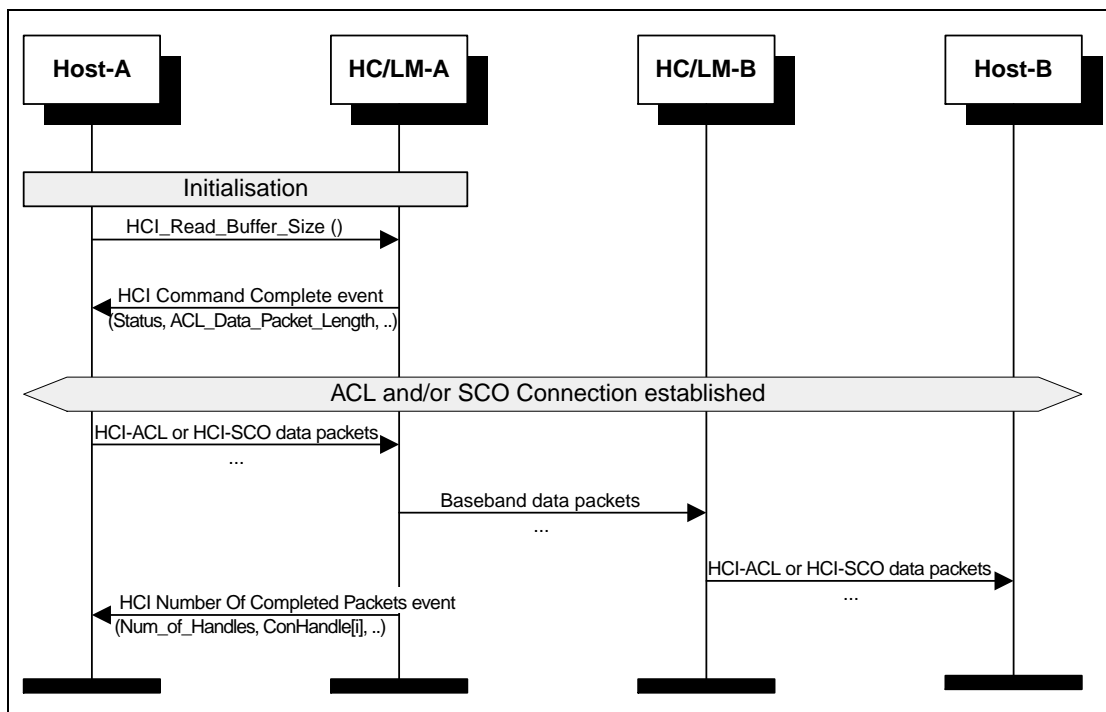 Host-A
HC/LM-A
HC/LM-B
Host-B
Initialisation
HCI_Read_Buffer_Size ()
HCI Command Complete event
(Status, ACL_Data_Packet_Length, ..)
ACL and/or SCO Connection established
HCI-ACL or HCI-SCO data packets
...
Baseband data packets
...
HCI-ACL or HCI-SCO data packets
...
HCI Number Of Completed Packets event
(Num_of_Handles, ConHandle[i], ..)